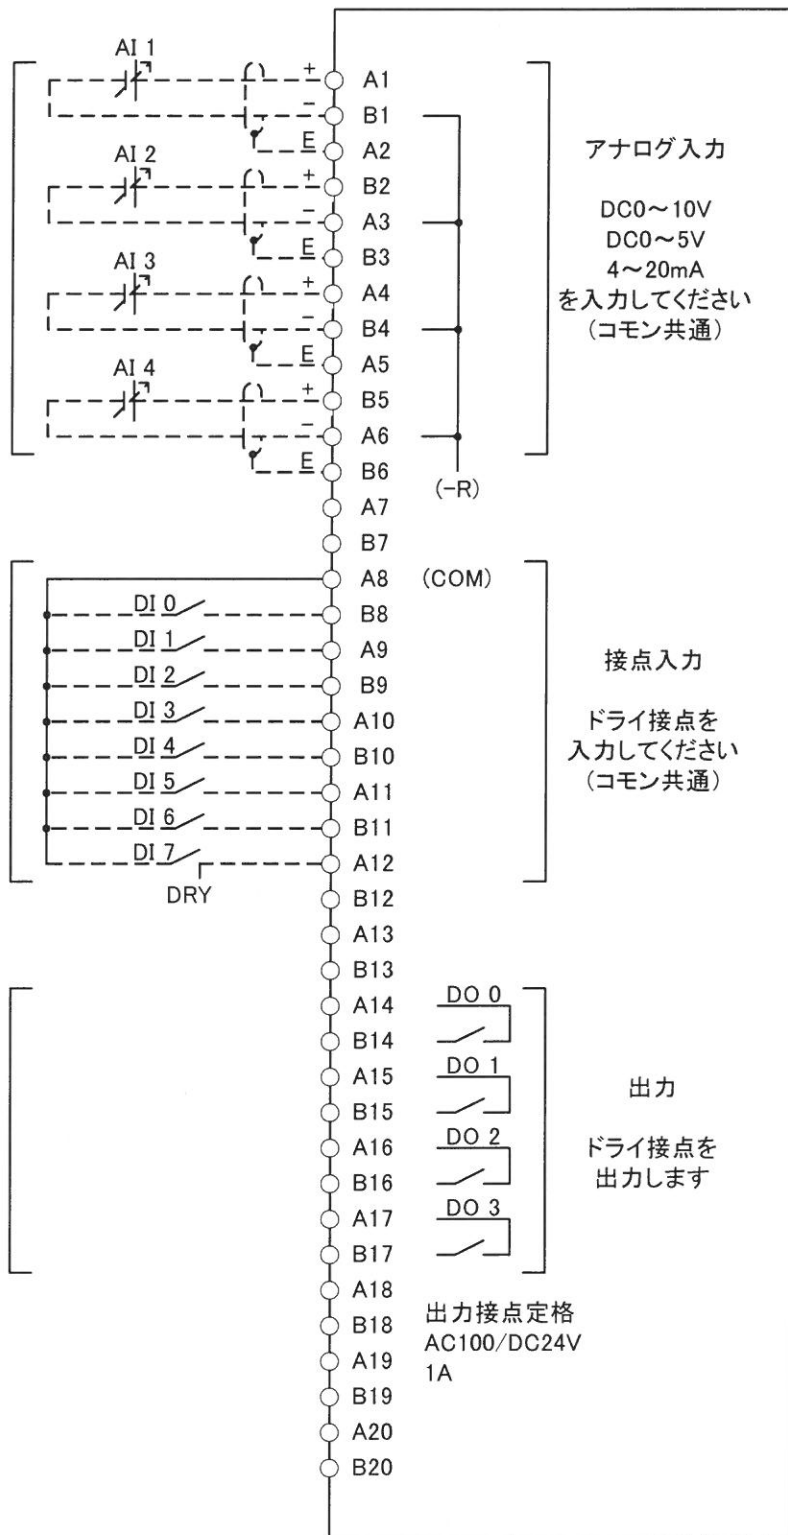 AI 1
+ A1
- B1
E A2
アナログ入力
AI 2
+ B2
- A3
E B3
DC0～10V
DC0～5V
4～20mA
を入力してください
(コモン共通)
AI 3
+ A4
- B4
E A5
AI 4
+ B5
- A6
E B6
(-R)
A7
B7
A8 (COM)
DI 0 B8
DI 1 A9
DI 2 B9
DI 3 A10
DI 4 B10
DI 5 A11
DI 6 B11
DI 7 A12
DRY
接点入力
ドライ接点を
入力してください
(コモン共通)
B12
A13
B13
A14 DO 0
B14
A15 DO 1
B15
A16 DO 2
B16
A17 DO 3
B17
出力
ドライ接点を
出力します
A18
B18
A19
B19
A20
B20
出力接点定格
AC100/DC24V
1A